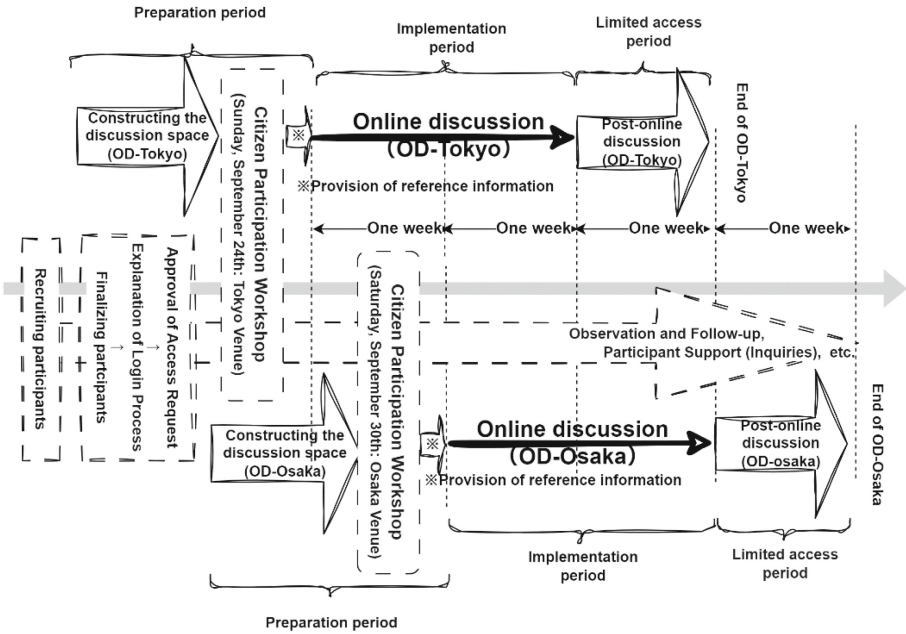 Preparation period
Implementation
period
Limited access
period
Constructing the
discussion space
(OD-Tokyo)
Citizen Participation Workshop
(Sunday, September 24th: Tokyo Venue)
※
Online discussion
(OD-Tokyo)
※Provision of reference information
Post-online
discussion
(OD-Tokyo)
End of OD-Tokyo
One week
One week
One week
One week
Recruiting participants
Finalizing partcipants
→
Explanation of Login Process
→
Approval of Access Request
Citizen Participation Workshop
(Saturday, September 30th: Osaka Venue)
Observation and Follow-up,
Participant Support (Inquiries), etc.
Constructing the
discussion space
(OD-Osaka)
※
Online discussion
(OD-Osaka)
※Provision of reference information
Post-online
discussion
(OD-osaka)
End of OD-Osaka
Implementation
period
Limited access
period
Preparation period